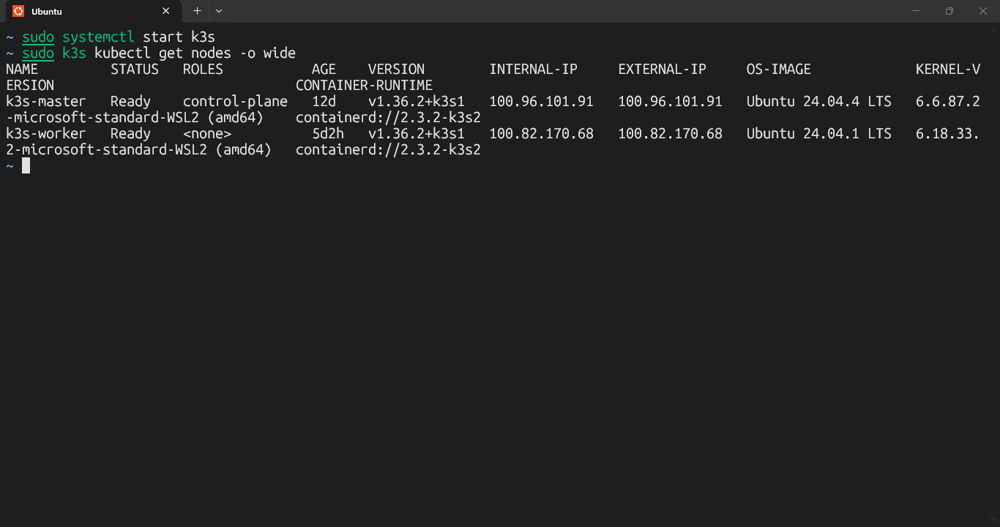 Ubuntu
~ sudo systemctl start k3s
~ sudo k3s kubectl get nodes -o wide
NAME         STATUS   ROLES           AGE    VERSION        INTERNAL-IP     EXTERNAL-IP     OS-IMAGE             KERNEL-V
ERSION                              CONTAINER-RUNTIME
k3s-master   Ready    control-plane   12d    v1.36.2+k3s1   100.96.101.91   100.96.101.91   Ubuntu 24.04.4 LTS   6.6.87.2
-microsoft-standard-WSL2 (amd64)    containerd://2.3.2-k3s2
k3s-worker   Ready    <none>          5d2h   v1.36.2+k3s1   100.82.170.68   100.82.170.68   Ubuntu 24.04.1 LTS   6.18.33.
2-microsoft-standard-WSL2 (amd64)   containerd://2.3.2-k3s2
~